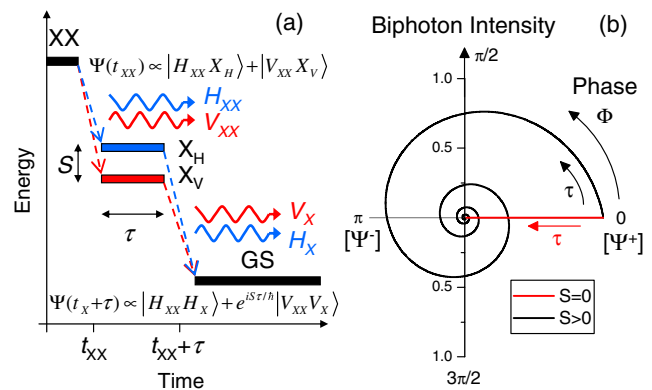 (a)
XX
Ψ(t_XX) ∝ |H_XX X_H⟩ + |V_XX X_V⟩
H_XX
V_XX
X_H
S
X_V
τ
V_X
H_X
GS
Ψ(t_X+τ) ∝ |H_XX H_X⟩ + e^{iSτ/ħ} |V_XX V_X⟩
Energy
t_XX
t_XX+τ
Time
Biphoton Intensity
(b)
π/2
1.0
Phase
Φ
0.5
τ
π
0
[Ψ⁻]
τ
[Ψ⁺]
0.5
S=0
S>0
1.0
3π/2